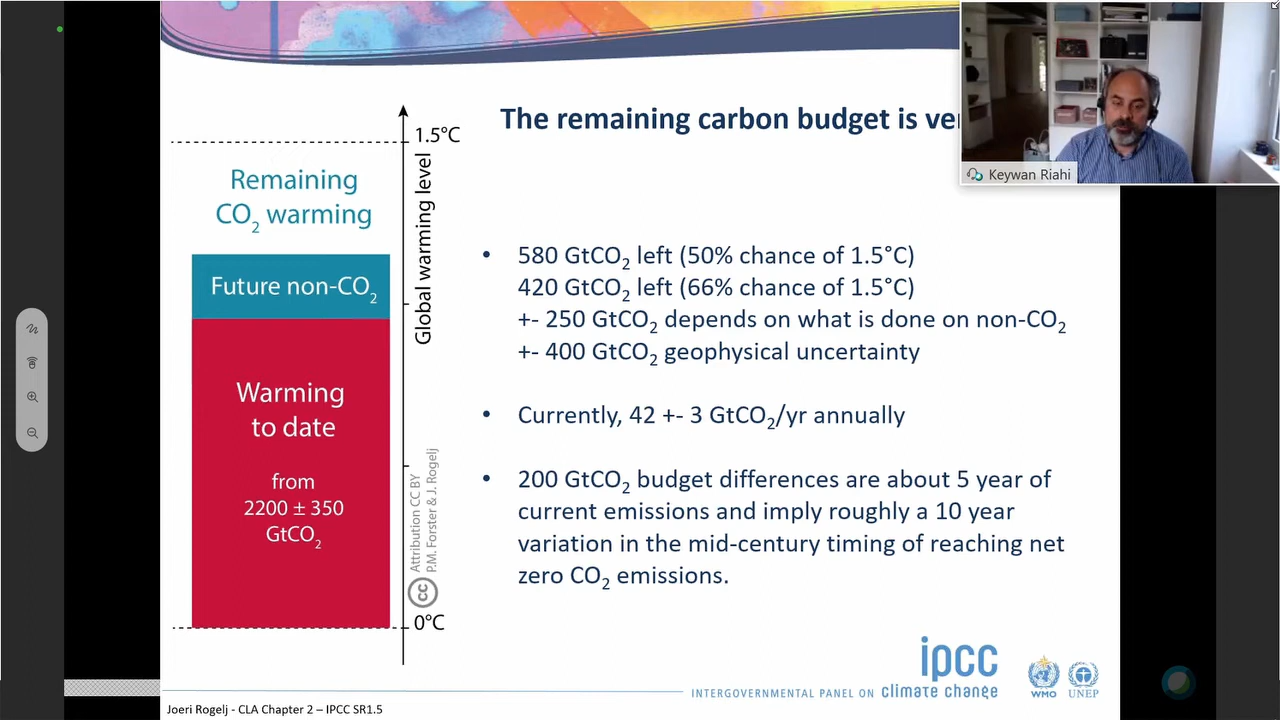 The remaining carbon budget is ve
Keywan Riahi
1.5°C
Remaining
CO2 warming
Future non-CO2
Warming
to date
from
2200 ± 350
GtCO2
Global warming level
Attribution CC BY
P.M. Forster & J. Rogelj
cc
0°C
• 580 GtCO2 left (50% chance of 1.5°C)
420 GtCO2 left (66% chance of 1.5°C)
+- 250 GtCO2 depends on what is done on non-CO2
+- 400 GtCO2 geophysical uncertainty
• Currently, 42 +- 3 GtCO2/yr annually
• 200 GtCO2 budget differences are about 5 year of
current emissions and imply roughly a 10 year
variation in the mid-century timing of reaching net
zero CO2 emissions.
ipcc
INTERGOVERNMENTAL PANEL ON climate change
WMO
UNEP
Joeri Rogelj - CLA Chapter 2 – IPCC SR1.5